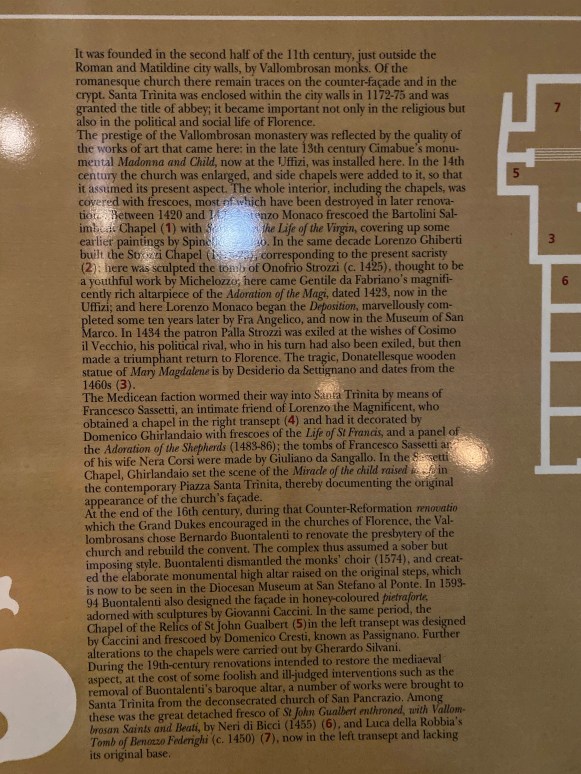 It was founded in the second half of the 11th century, just outside the
Roman and Matildine city walls, by Vallombrosan monks. Of the
romanesque church there remain traces on the counter-façade and in the
crypt. Santa Trinita was enclosed within the city walls in 1172-75 and was
granted the title of abbey; it became important not only in the religious but
also in the political and social life of Florence.
The prestige of the Vallombrosan monastery was reflected by the quality of
the works of art that came here: in the late 13th century Cimabue's monu-
mental Madonna and Child, now at the Uffizi, was installed here. In the 14th
century the church was enlarged, and side chapels were added to it, so that
it assumed its present aspect. The whole interior, including the chapels, was
covered with frescoes, most of which have been destroyed in later renova-
Between 1420 and Monaco frescoed the Bartolini Sal-
Chapel (1) with the Life of the Virgin, covering up some
earlier paintings by In the same decade Lorenzo Ghiberti
built the Strozzi Chapel corresponding to the present sacristy
(2); here was sculpted the tomb of Onofrio Strozzi (c. 1425), thought to be
a youthful work by Michelozzo; here came Gentile da Fabriano's magnifi-
cently rich altarpiece of the Adoration of the Magi, dated 1423, now in the
Uffizi; and here Lorenzo Monaco began the Deposition, marvellously com-
pleted some ten years later by Fra Angelico, and now in the Museum of San
Marco. In 1434 the patron Palla Strozzi was exiled at the wishes of Cosimo
il Vecchio, his political rival, who in his turn had also been exiled, but then
made a triumphant return to Florence. The tragic, Donatellesque wooden
statue of Mary Magdalene is by Desiderio da Settignano and dates from the
1460s (3).
The Medicean faction wormed their way into Santa Trinita by means of
Francesco Sassetti, an intimate friend of Lorenzo the Magnificent, who
obtained a chapel in the right transept (4) and had it decorated by
Domenico Ghirlandaio with frescoes of the Life of St Francis, and a panel of
the Adoration of the Shepherds (1483-86); the tombs of Francesco Sassetti and
of his wife Nera Corsi were made by Giuliano da Sangallo. In the Sassetti
Chapel, Ghirlandaio set the scene of the Miracle of the child raised in
the contemporary Piazza Santa Trinita, thereby documenting the original
appearance of the church's façade.
At the end of the 16th century, during that Counter-Reformation renovatio
which the Grand Dukes encouraged in the churches of Florence, the Val-
lombrosans chose Bernardo Buontalenti to renovate the presbytery of the
church and rebuild the convent. The complex thus assumed a sober but
imposing style. Buontalenti dismantled the monks' choir (1574), and creat-
ed the elaborate monumental high altar raised on the original steps, which
is now to be seen in the Diocesan Museum at San Stefano al Ponte. In 1593-
94 Buontalenti also designed the façade in honey-coloured pietraforte,
adorned with sculptures by Giovanni Caccini. In the same period, the
Chapel of the Relics of St John Gualbert (5)in the left transept was designed
by Caccini and frescoed by Domenico Cresti, known as Passignano. Further
alterations to the chapels were carried out by Gherardo Silvani.
During the 19th-century renovations intended to restore the mediaeval
aspect, at the cost of some foolish and ill-judged interventions such as the
removal of Buontalenti's baroque altar, a number of works were brought to
Santa Trinita from the deconsecrated church of San Pancrazio. Among
these was the great detached fresco of St John Gualbert enthroned, with Vallom-
brosan Saints and Beati, by Neri di Bicci (1455) (6), and Luca della Robbia's
Tomb of Benozzo Federighi (c. 1450) (7), now in the left transept and lacking
its original base.
7
5
3
6